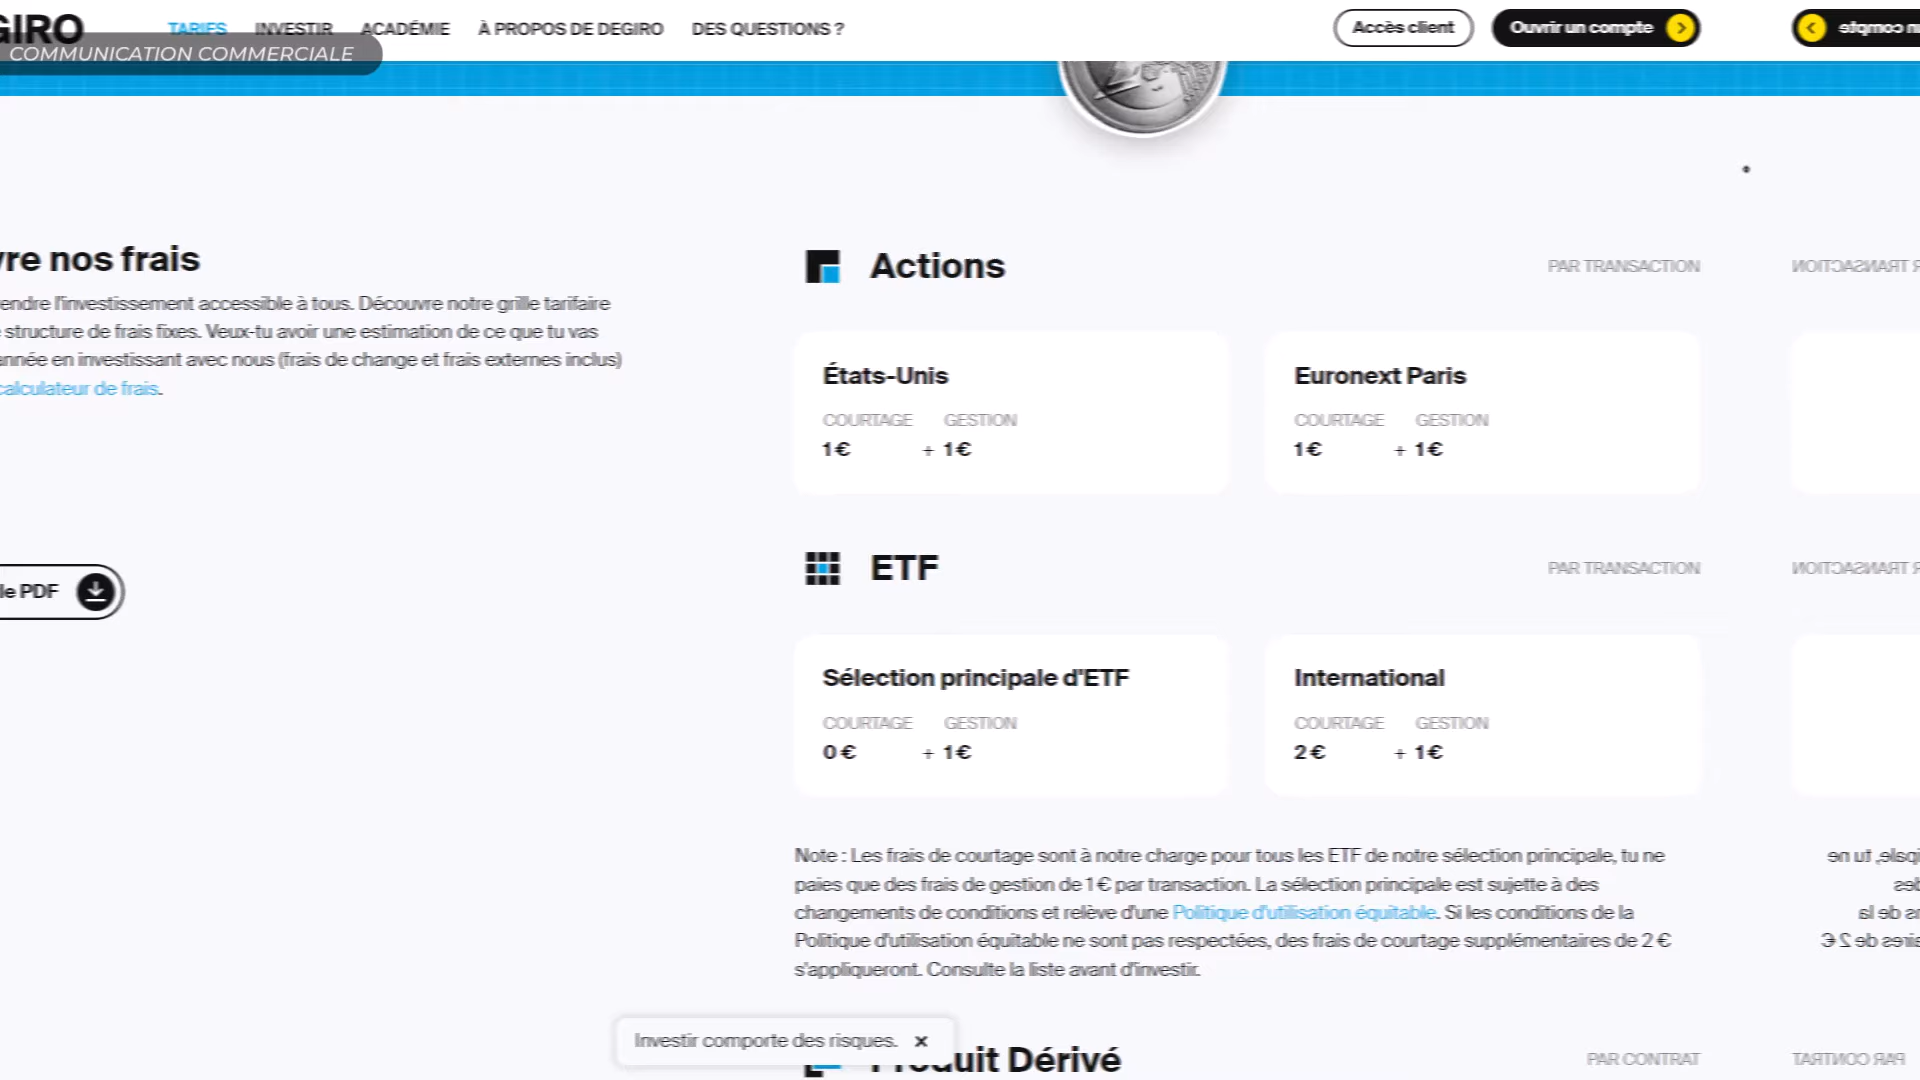 GIRO
TARIFS INVESTIR ACADÉMIE À PROPOS DE DEGIRO DES QUESTIONS ?
Accès client
Ouvrir un compte
COMMUNICATION COMMERCIALE
vre nos frais
endre l'investissement accessible à tous. Découvre notre grille tarifaire
structure de frais fixes. Veux-tu avoir une estimation de ce que tu vas
année en investissant avec nous (frais de change et frais externes inclus)
calculateur de frais.
le PDF
Actions
PAR TRANSACTION
États-Unis
COURTAGE GESTION
1 € + 1 €
Euronext Paris
COURTAGE GESTION
1 € + 1 €
ETF
PAR TRANSACTION
Sélection principale d'ETF
COURTAGE GESTION
0 € + 1 €
International
COURTAGE GESTION
2 € + 1 €
Note : Les frais de courtage sont à notre charge pour tous les ETF de notre sélection principale, tu ne
paies que des frais de gestion de 1 € par transaction. La sélection principale est sujette à des
changements de conditions et relève d'une Politique d'utilisation équitable. Si les conditions de la
Politique d'utilisation équitable ne sont pas respectées, des frais de courtage supplémentaires de 2 €
s'appliqueront. Consulte la liste avant d'investir.
Investir comporte des risques.
Produit Dérivé
PAR CONTRAT